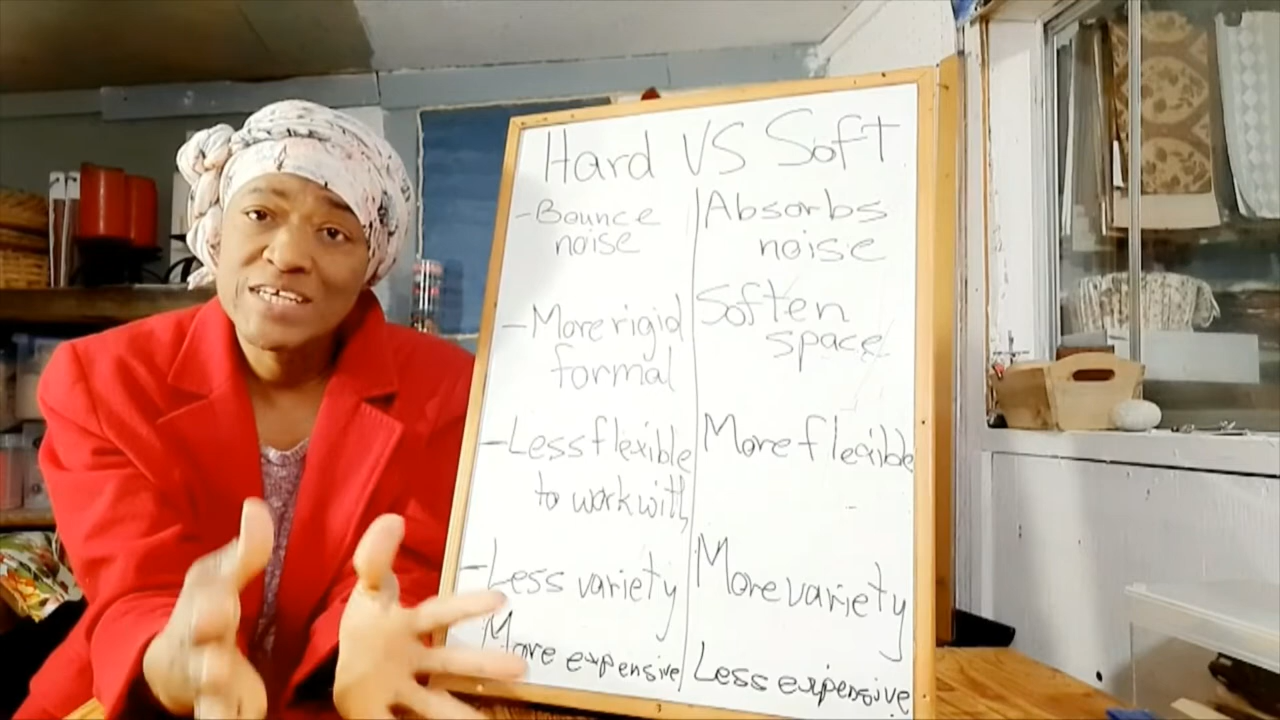 Hard VS Soft
-Bounce
noise
-More rigid
formal
-Less flexible
to work with
-Less variety
More expensive
Absorbs
noise
Soften
space
More flexible
More variety
Less expensive